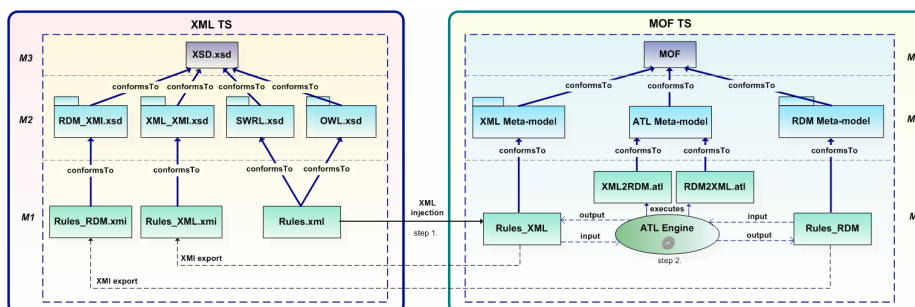 XML TS
MOF TS
M3
XSD.xsd
MOF
M
conformsTo
conformsTo
conformsTo
conformsTo
conformsTo
conformsTo
conformsTo
M2
RDM_XMI.xsd
XML_XMI.xsd
SWRL.xsd
OWL.xsd
XML Meta-model
ATL Meta-model
RDM Meta-model
M
conformsTo
conformsTo
conformsTo
conformsTo
conformsTo
conformsTo
conformsTo
conformsTo
XML2RDM.atl
RDM2XML.atl
M1
Rules_RDM.xmi
Rules_XML.xmi
Rules.xml
XML
injection
step 1.
Rules_XML
output
input
executes
ATL Engine
step 2.
input
output
Rules_RDM
M
XMI export
XMI export